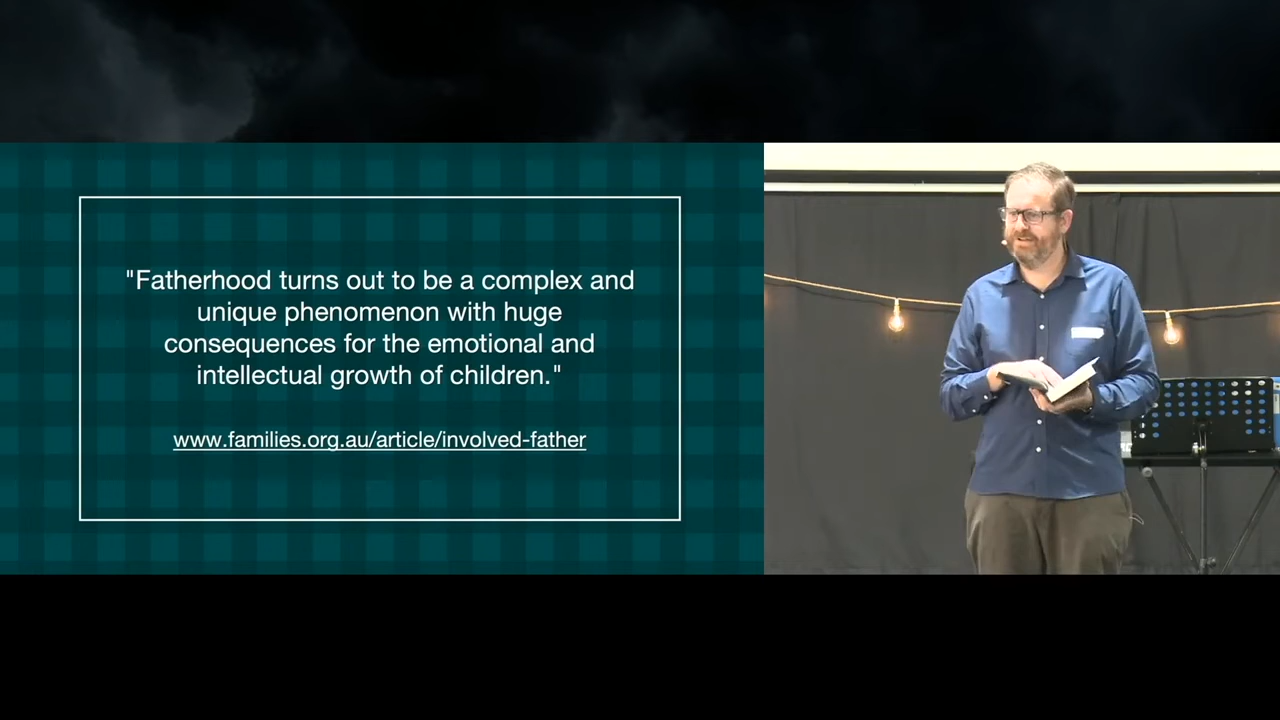 "Fatherhood turns out to be a complex and
unique phenomenon with huge
consequences for the emotional and
intellectual growth of children."
www.families.org.au/article/involved-father